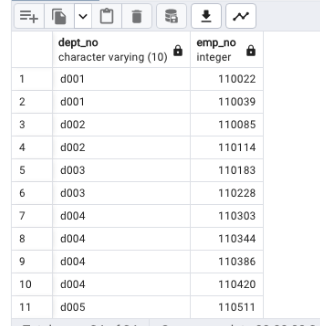 dept_no emp_no
character varying (10) integer
1 d001 110022
2 d001 110039
3 d002 110085
4 d002 110114
5 d003 110183
6 d003 110228
7 d004 110303
8 d004 110344
9 d004 110386
10 d004 110420
11 d005 110511